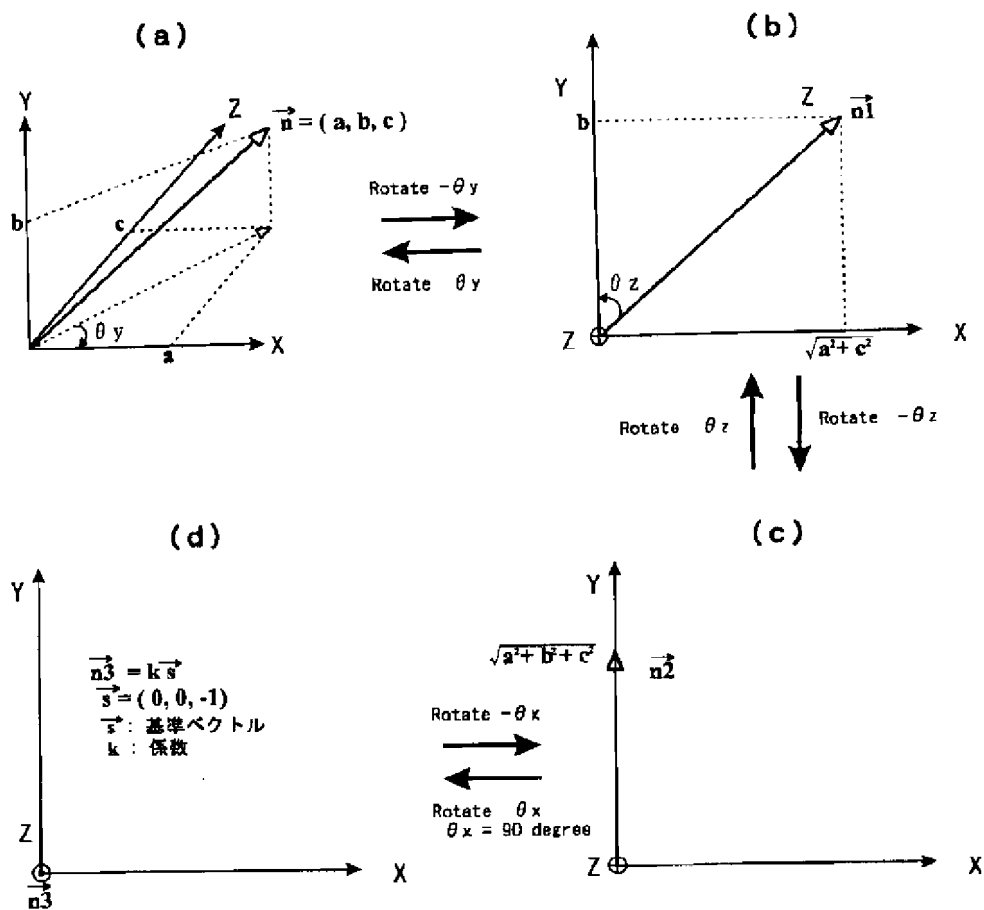 (a)
Y
Z
n⃗ = ( a, b, c )
b
c
θ y
a
X
Rotate -θ y
Rotate θ y
(b)
Y
Z
n1⃗
b
θ z
Z
√a²+ c²
X
Rotate θ z
Rotate -θ z
(d)
Y
n3⃗ = k s⃗
s⃗ = ( 0, 0, -1)
s⃗ : 基準ベクトル
k : 係数
Z
n3⃗
X
Rotate -θ x
Rotate θ x
θ x = 90 degree
(c)
Y
√a²+ b²+ c²
n2⃗
Z
X